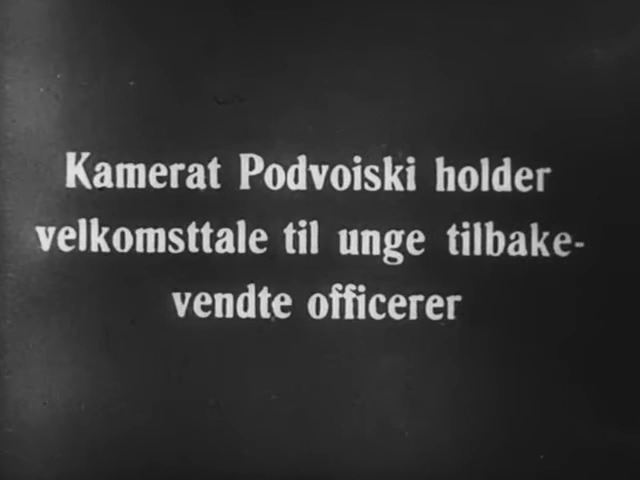 Kamerat Podvoiski holder
velkomsttale til unge tilbake-
vendte officerer